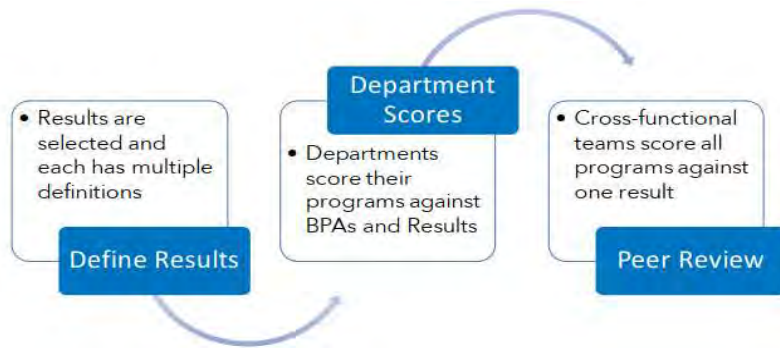 • Results are
selected and
each has multiple
definitions
Define Results
Department
Scores
• Departments
score their
programs against
BPAs and Results
• Cross-functional
teams score all
programs against
one result
Peer Review